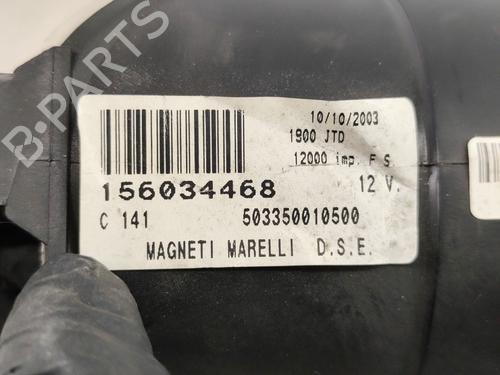 B-PARTS
10/10/2003
1900 JTD
12000 imp. F S.
156034468
12 V.
C 141
503350010500
MAGNETI MARELLI D.S.E.